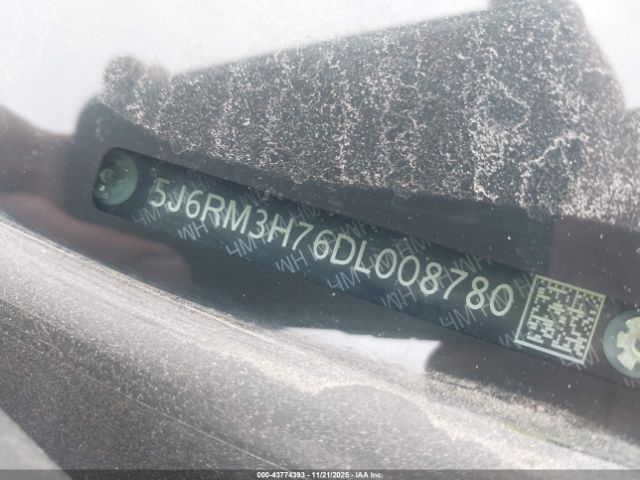 5J6RM3H76DL008780
000-43774393 - 11/21/2025 - ©IAA, Inc.